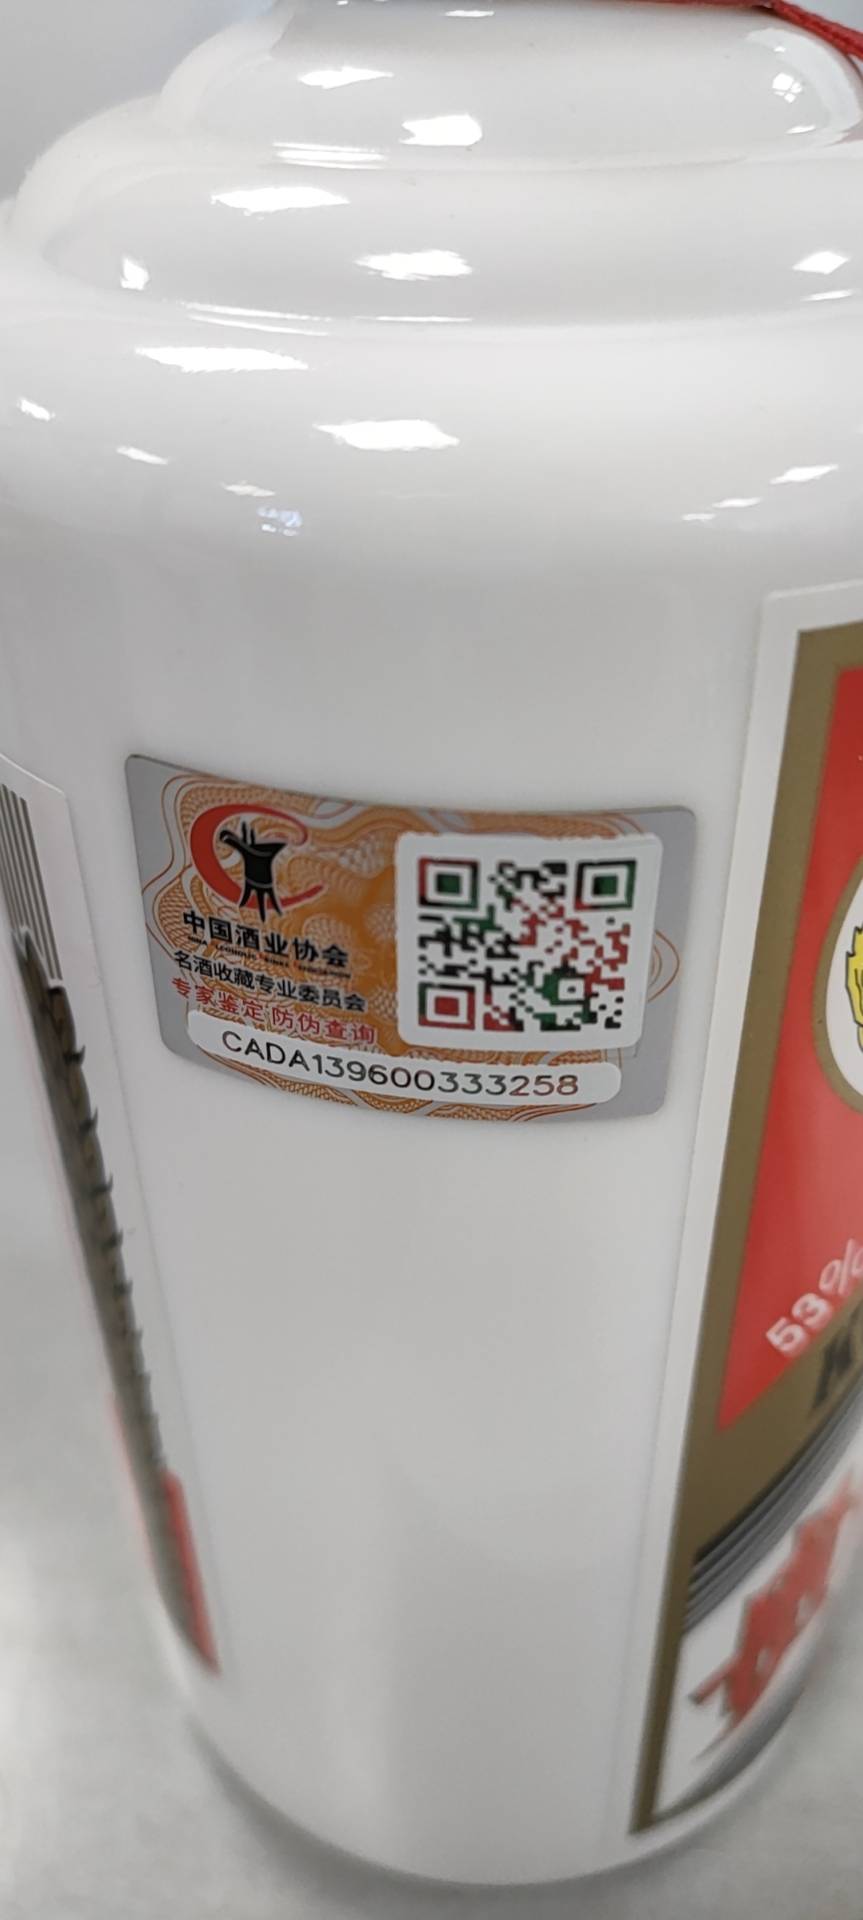 中国酒业协会
名酒收藏专业委员会
专家鉴定 防伪查询
CADA139600333258
53%